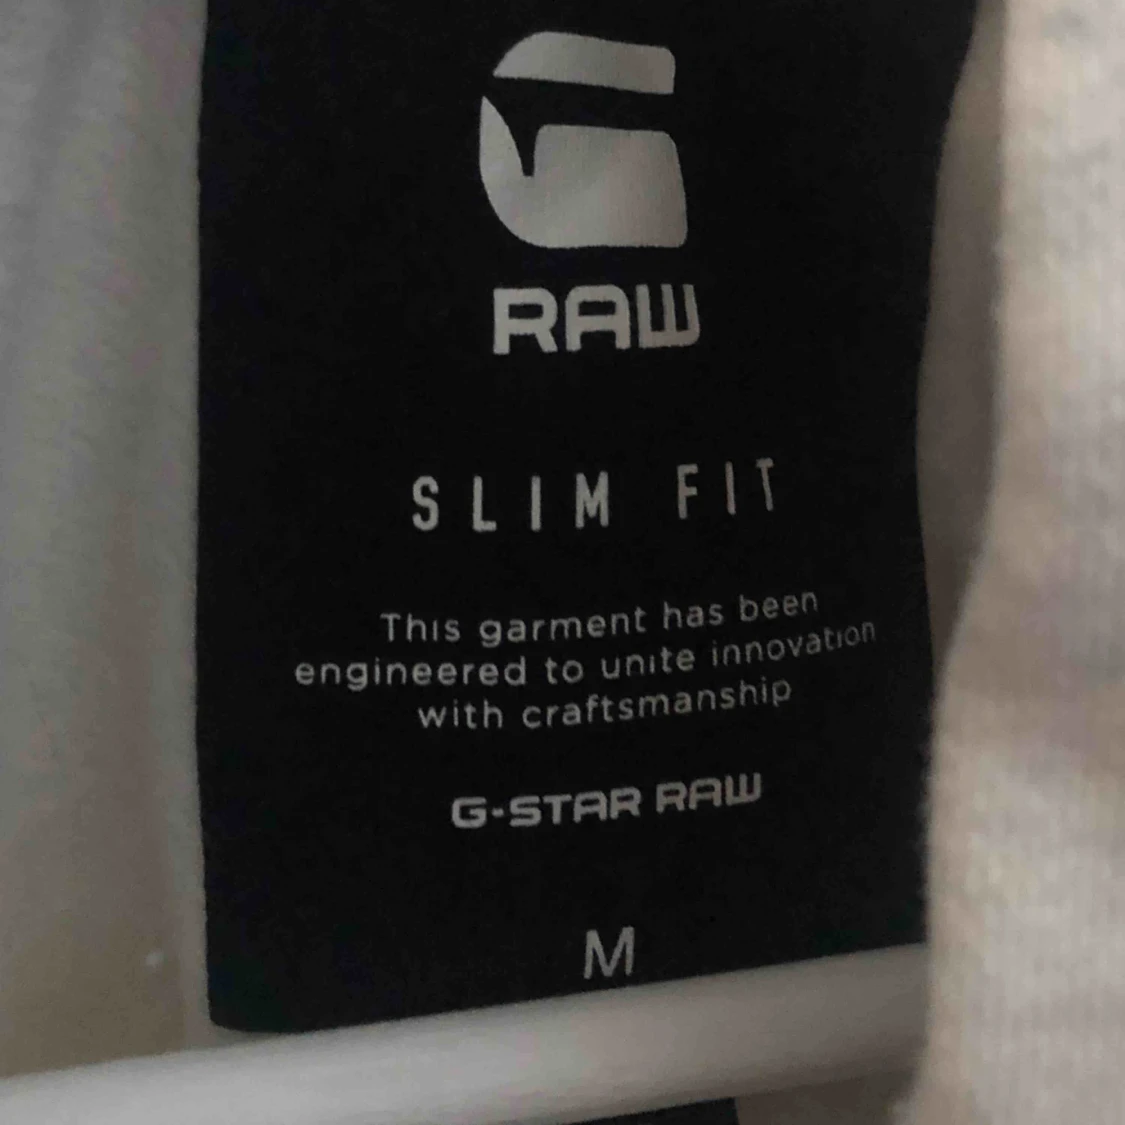 G
RAW
SLIM FIT
This garment has been
engineered to unite innovation
with craftsmanship
G-STAR RAW
M